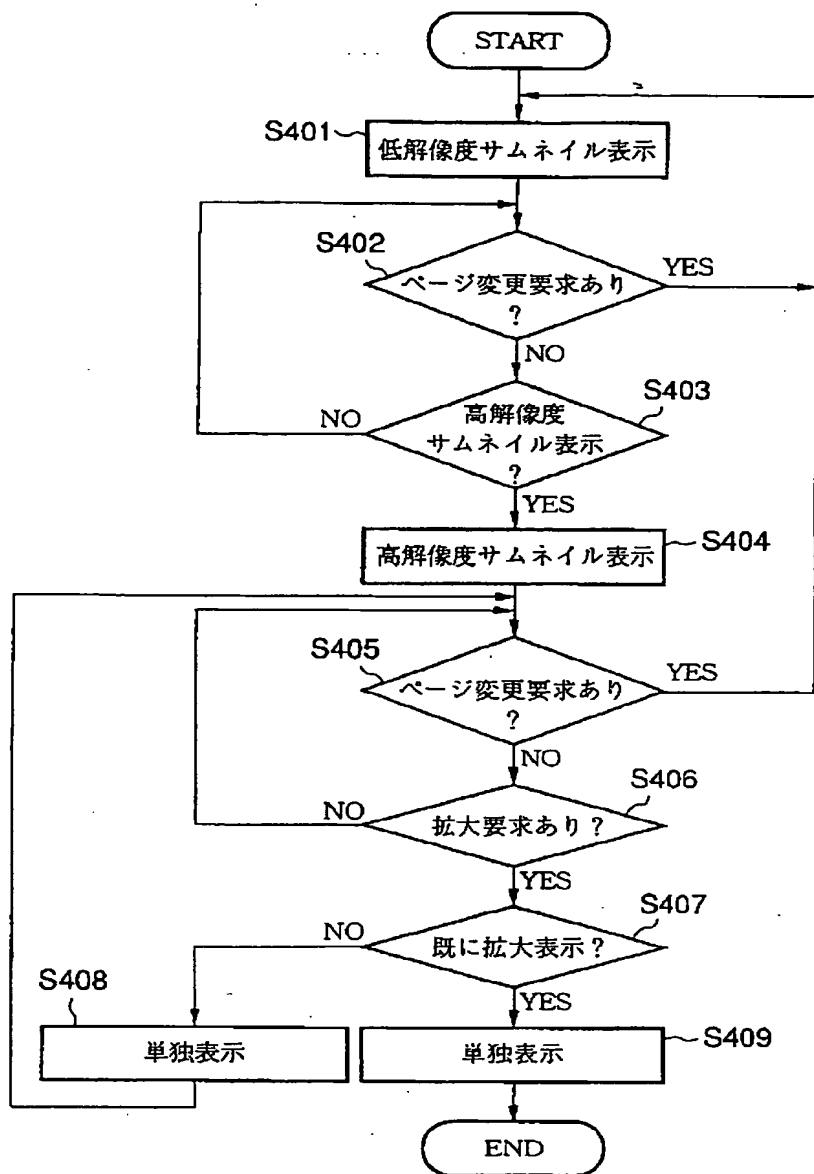 START
S401
低解像度サムネイル表示
S402
ページ変更要求あり
?
YES
NO
S403
高解像度
サムネイル表示
?
NO
YES
高解像度サムネイル表示
S404
S405
ページ変更要求あり
?
YES
NO
S406
拡大要求あり?
NO
YES
S407
既に拡大表示?
NO
YES
S408
単独表示
単独表示
S409
END